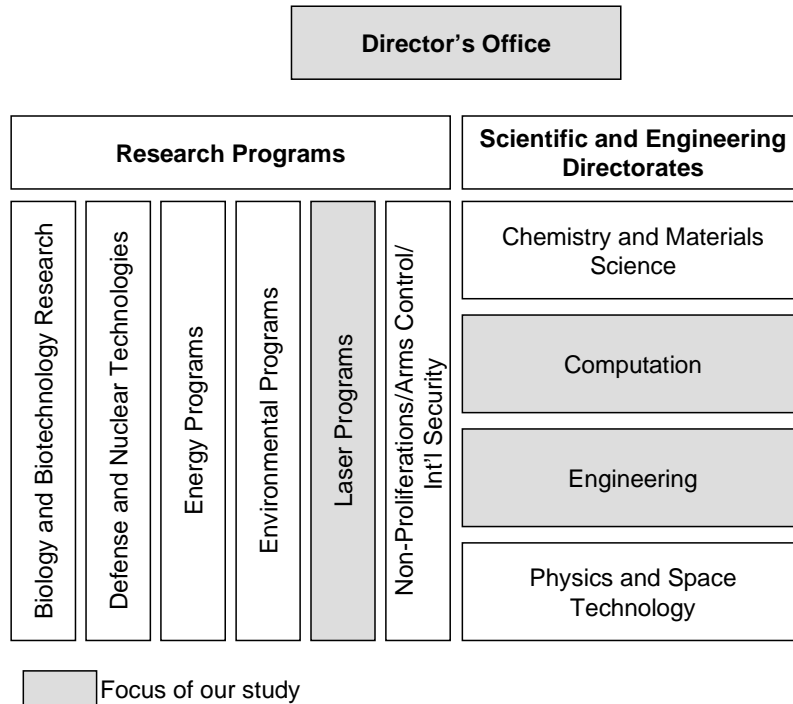 Director’s Office
Research Programs
Scientific and Engineering
Directorates
Biology and Biotechnology Research
Defense and Nuclear Technologies
Energy Programs
Environmental Programs
Laser Programs
Non-Proliferations/Arms Control/
Int’l Security
Chemistry and Materials
Science
Computation
Engineering
Physics and Space
Technology
Focus of our study